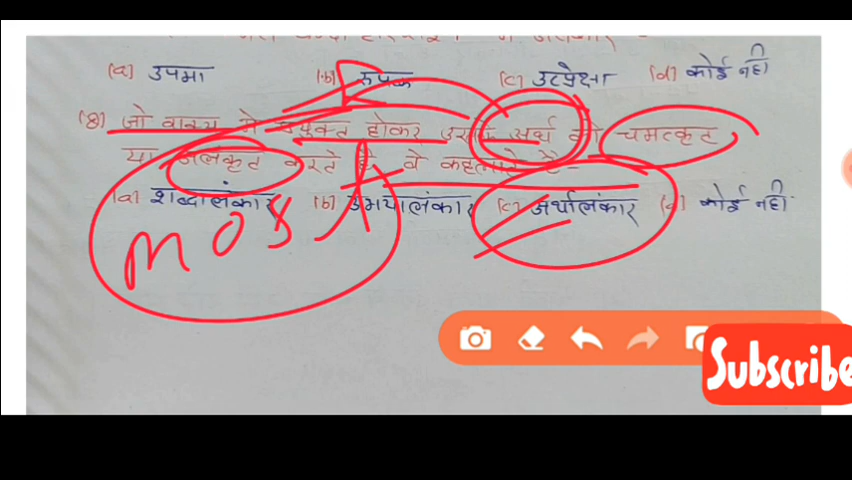 (a) उपमा (b) रूपक (c) उत्प्रेक्षा (d) कोई नही
(8) जो वाक्य मे प्रयुक्त होकर उसके अर्थ को चमत्कृत
या अलंकृत करते है वे कहलाते है-
(a) शब्दालंकार (b) उभयालंकार (c) अर्थालंकार (d) कोई नही
MOST
Subscribe